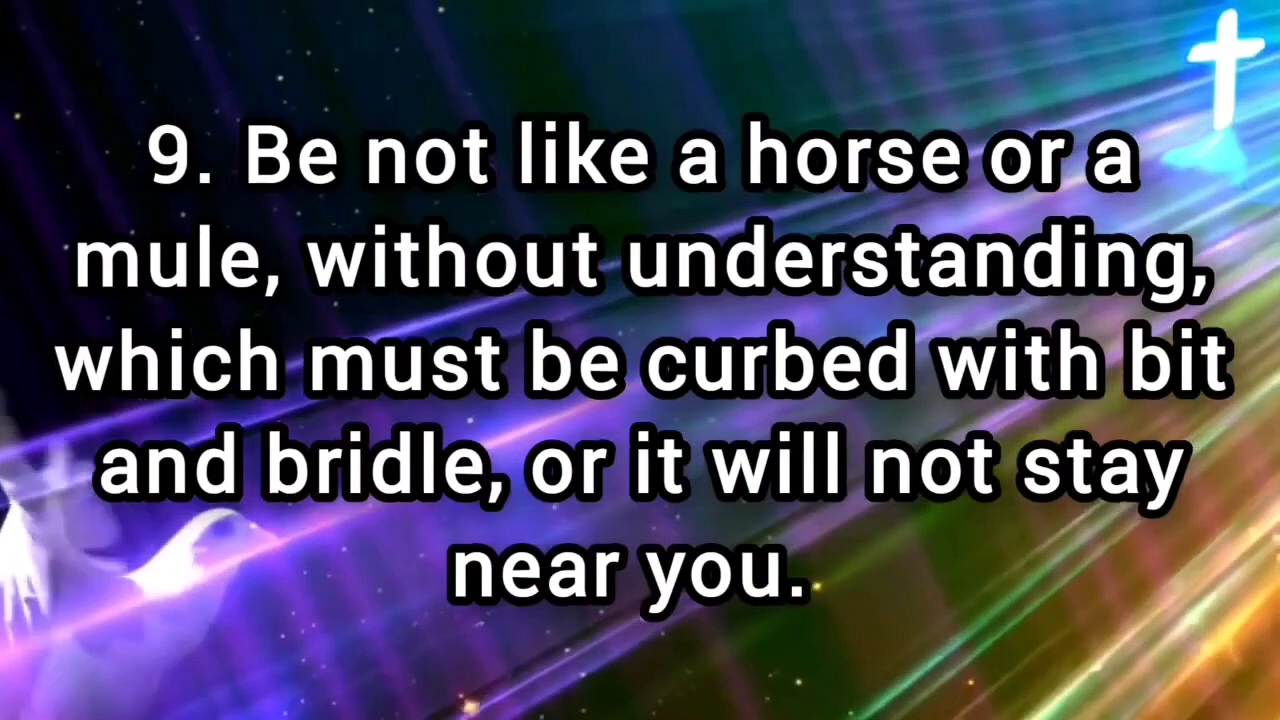 9. Be not like a horse or a
mule, without understanding,
which must be curbed with bit
and bridle, or it will not stay
near you.